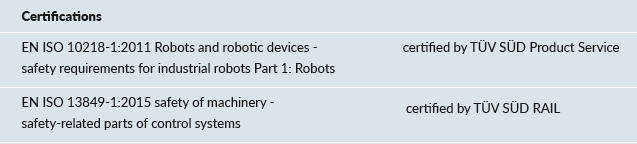 Certifications
EN ISO 10218-1:2011 Robots and robotic devices - certified by TÜV SÜD Product Service
safety requirements for industrial robots Part 1: Robots
EN ISO 13849-1:2015 safety of machinery - certified by TÜV SÜD RAIL
safety-related parts of control systems